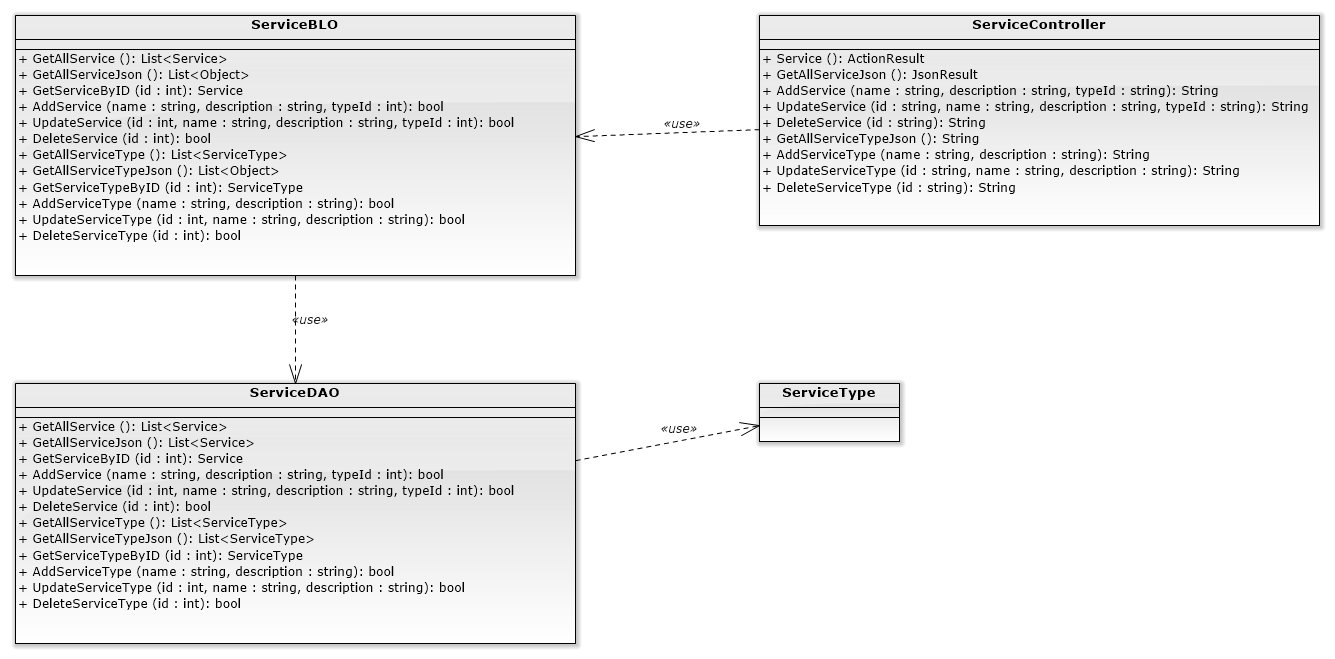 ServiceBLO
+ GetAllService (): List<Service>
+ GetAllServiceJson (): List<Object>
+ GetServiceByID (id : int): Service
+ AddService (name : string, description : string, typeId : int): bool
+ UpdateService (id : int, name : string, description : string, typeId : int): bool
+ DeleteService (id : int): bool
+ GetAllServiceType (): List<ServiceType>
+ GetAllServiceTypeJson (): List<Object>
+ GetServiceTypeByID (id : int): ServiceType
+ AddServiceType (name : string, description : string): bool
+ UpdateServiceType (id : int, name : string, description : string): bool
+ DeleteServiceType (id : int): bool
ServiceController
+ Service (): ActionResult
+ GetAllServiceJson (): JsonResult
+ AddService (name : string, description : string, typeId : string): String
+ UpdateService (id : string, name : string, description : string, typeId : string): String
+ DeleteService (id : string): String
+ GetAllServiceTypeJson (): String
+ AddServiceType (name : string, description : string): String
+ UpdateServiceType (id : string, name : string, description : string): String
+ DeleteServiceType (id : string): String
«use»
«use»
ServiceDAO
+ GetAllService (): List<Service>
+ GetAllServiceJson (): List<Service>
+ GetServiceByID (id : int): Service
+ AddService (name : string, description : string, typeId : int): bool
+ UpdateService (id : int, name : string, description : string, typeId : int): bool
+ DeleteService (id : int): bool
+ GetAllServiceType (): List<ServiceType>
+ GetAllServiceTypeJson (): List<ServiceType>
+ GetServiceTypeByID (id : int): ServiceType
+ AddServiceType (name : string, description : string): bool
+ UpdateServiceType (id : int, name : string, description : string): bool
+ DeleteServiceType (id : int): bool
«use»
ServiceType